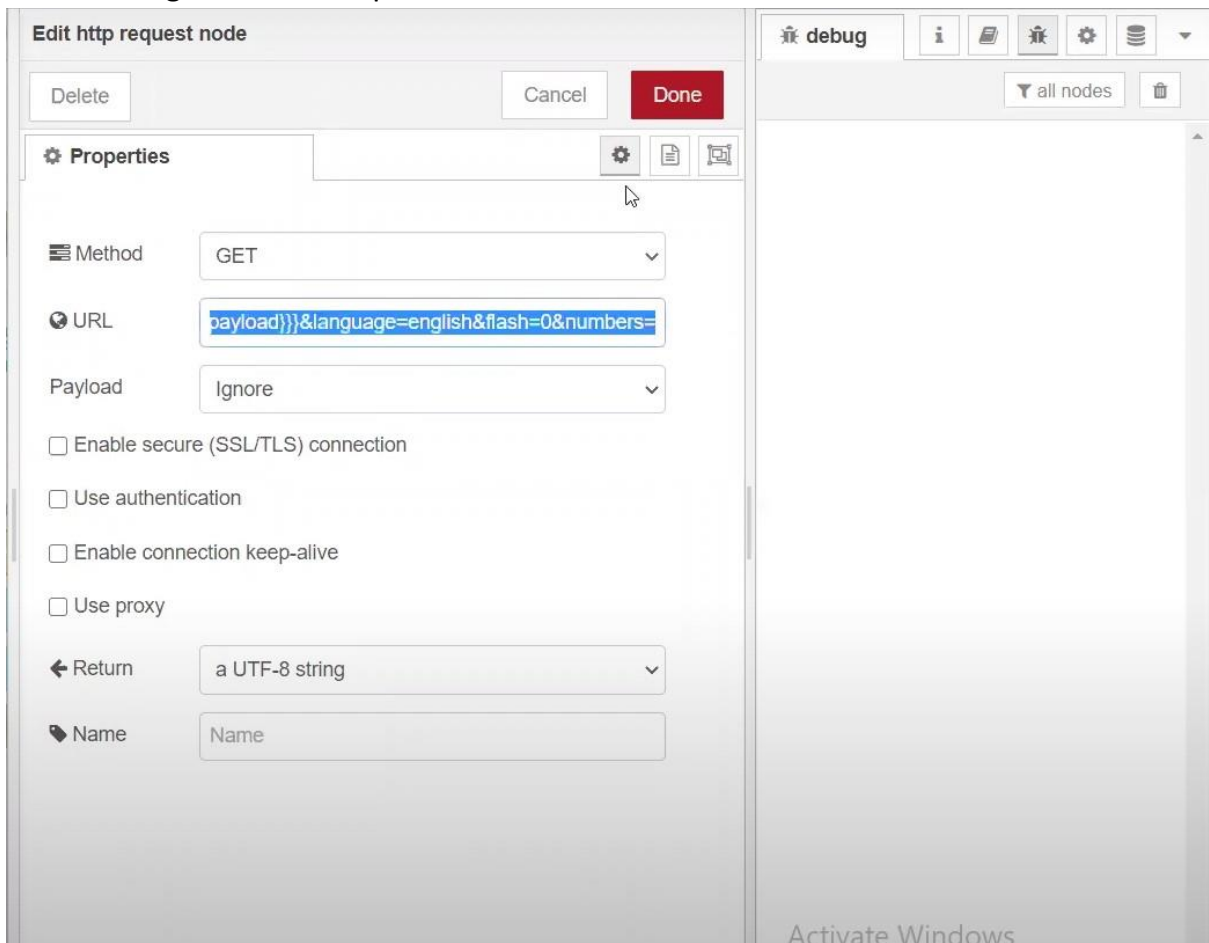 Edit http request node
debug
Delete
Cancel
Done
all nodes
Properties
Method
GET
URL
payload}}}&language=english&flash=0&numbers=
Payload
Ignore
Enable secure (SSL/TLS) connection
Use authentication
Enable connection keep-alive
Use proxy
Return
a UTF-8 string
Name
Name
Activate Windows